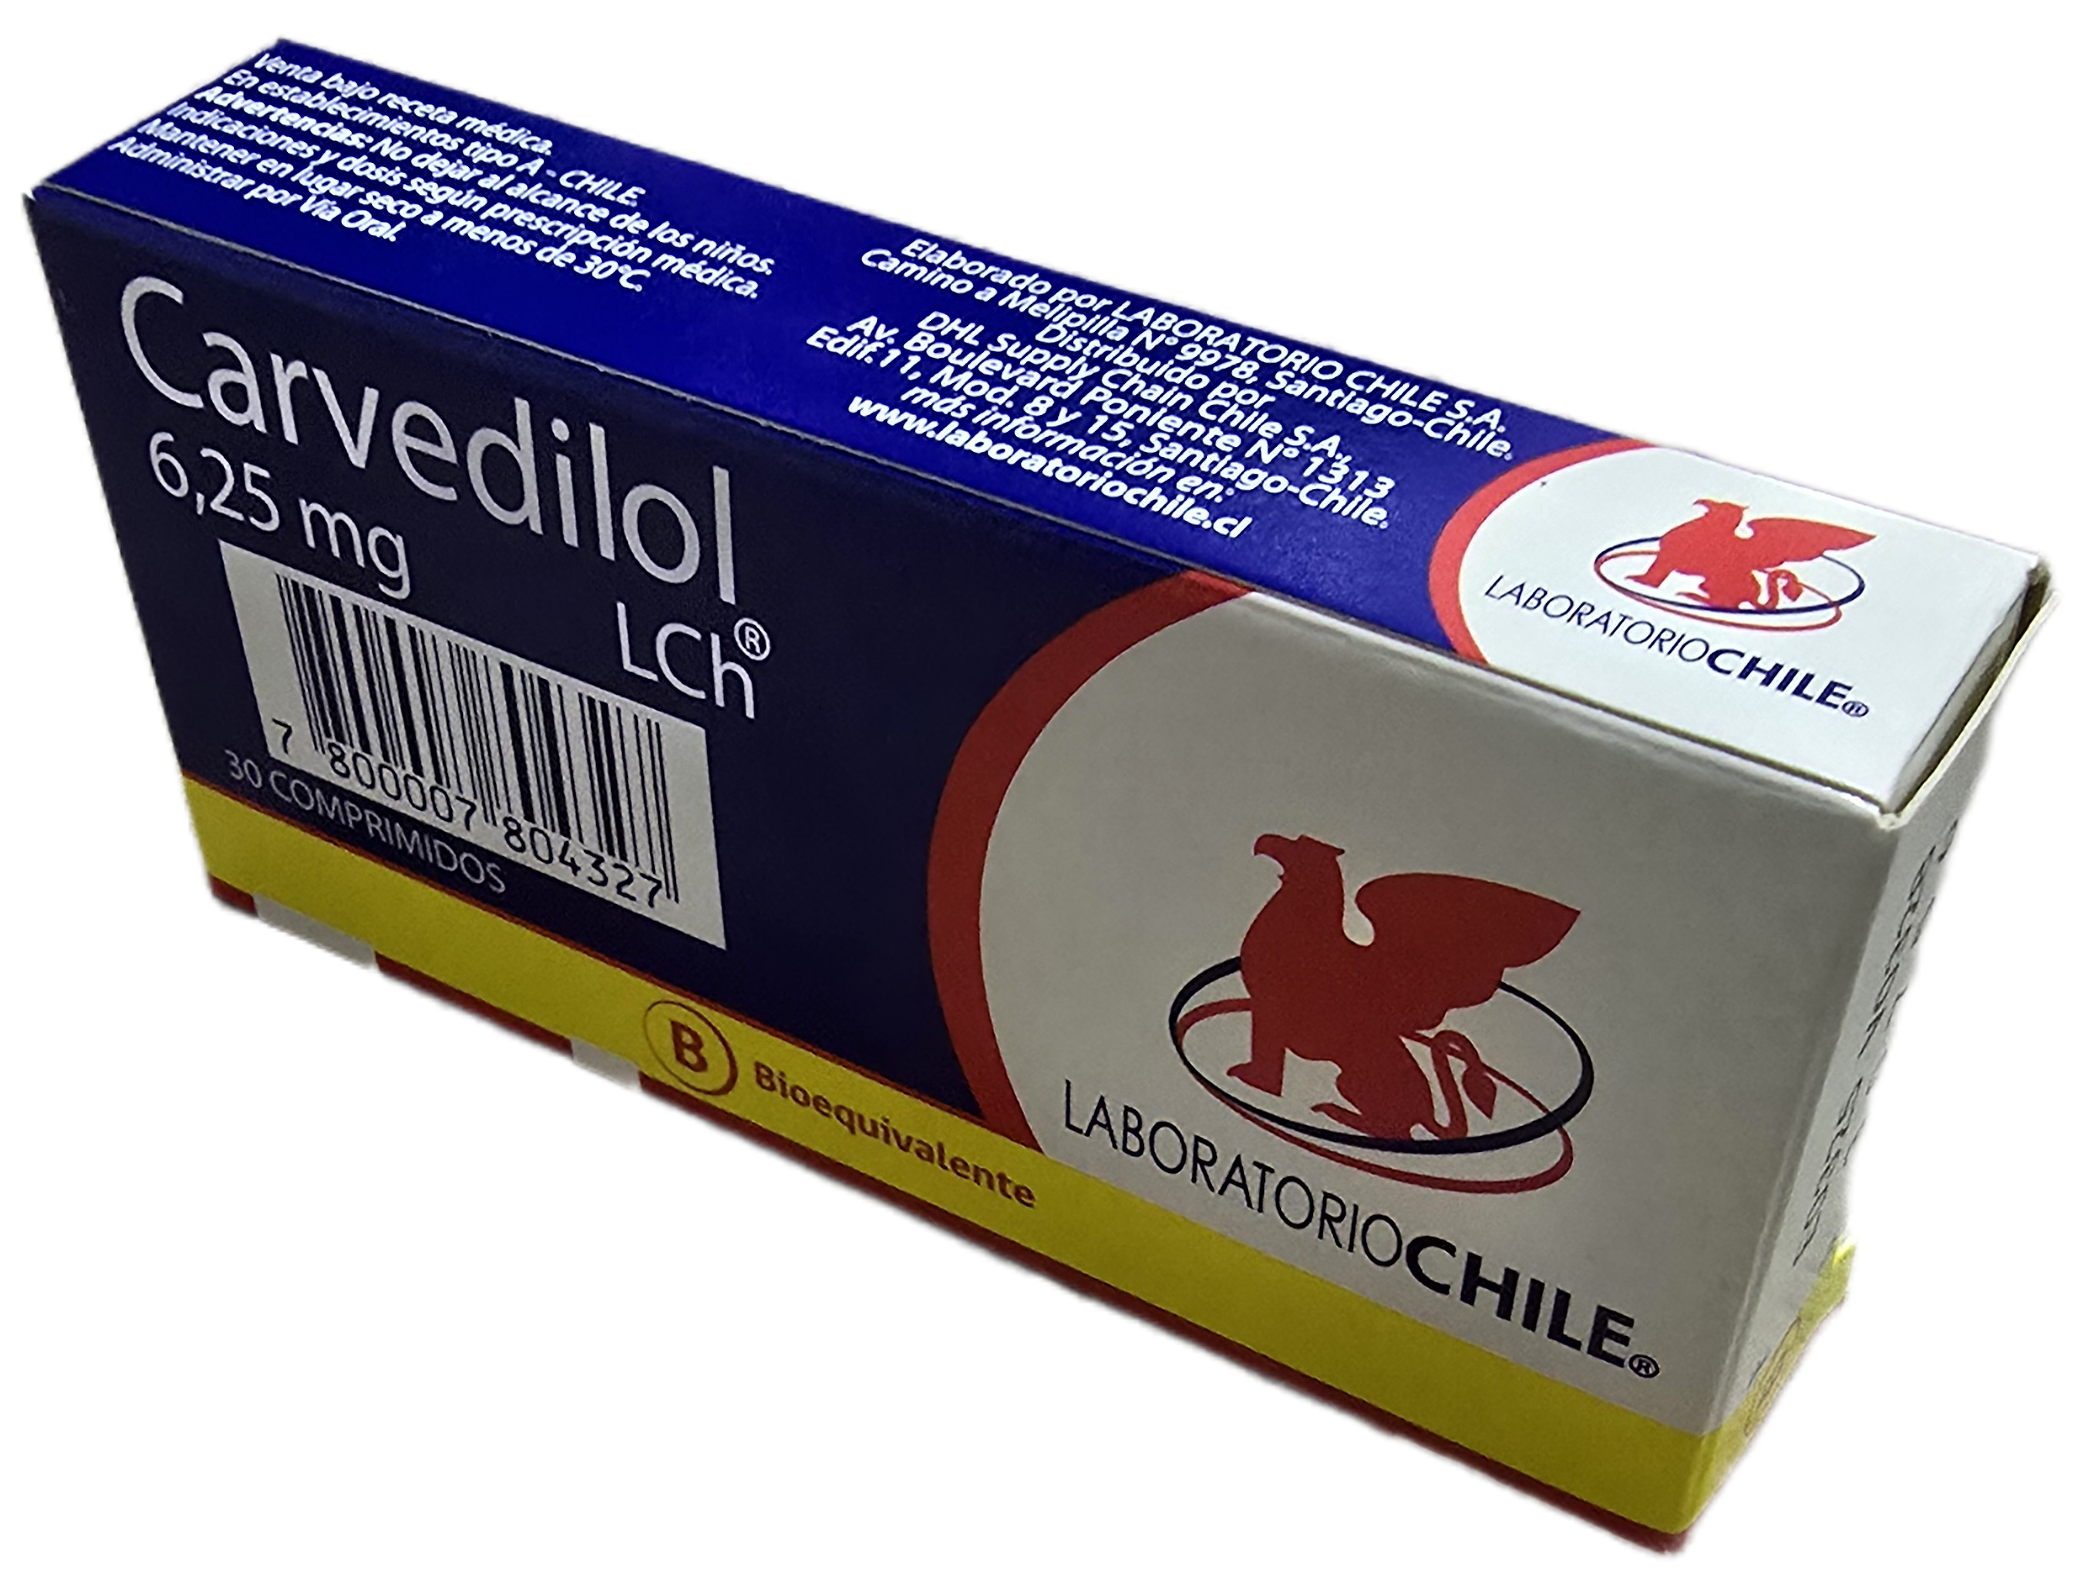 Venta bajo receta médica.
En establecimientos tipo A - CHILE.
Advertencias: No dejar al alcance de los niños.
Indicaciones y dosis según prescripción médica.
Mantener en lugar seco a menos de 30°C.
Administrar por Vía Oral.
Elaborado por LABORATORIO CHILE S.A.
Camino a Melipilla N° 9978, Santiago-Chile.
Distribuido por
DHL Supply Chain Chile S.A.,
Av. Boulevard Poniente N° 1313
Edif.11, Mod. 8 y 15, Santiago-Chile.
más información en:
www.laboratoriochile.cl
LABORATORIOCHILE®
Carvedilol
6,25 mg
LCh®
7 800007 804327
30 COMPRIMIDOS
B Bioequivalente
LABORATORIOCHILE®